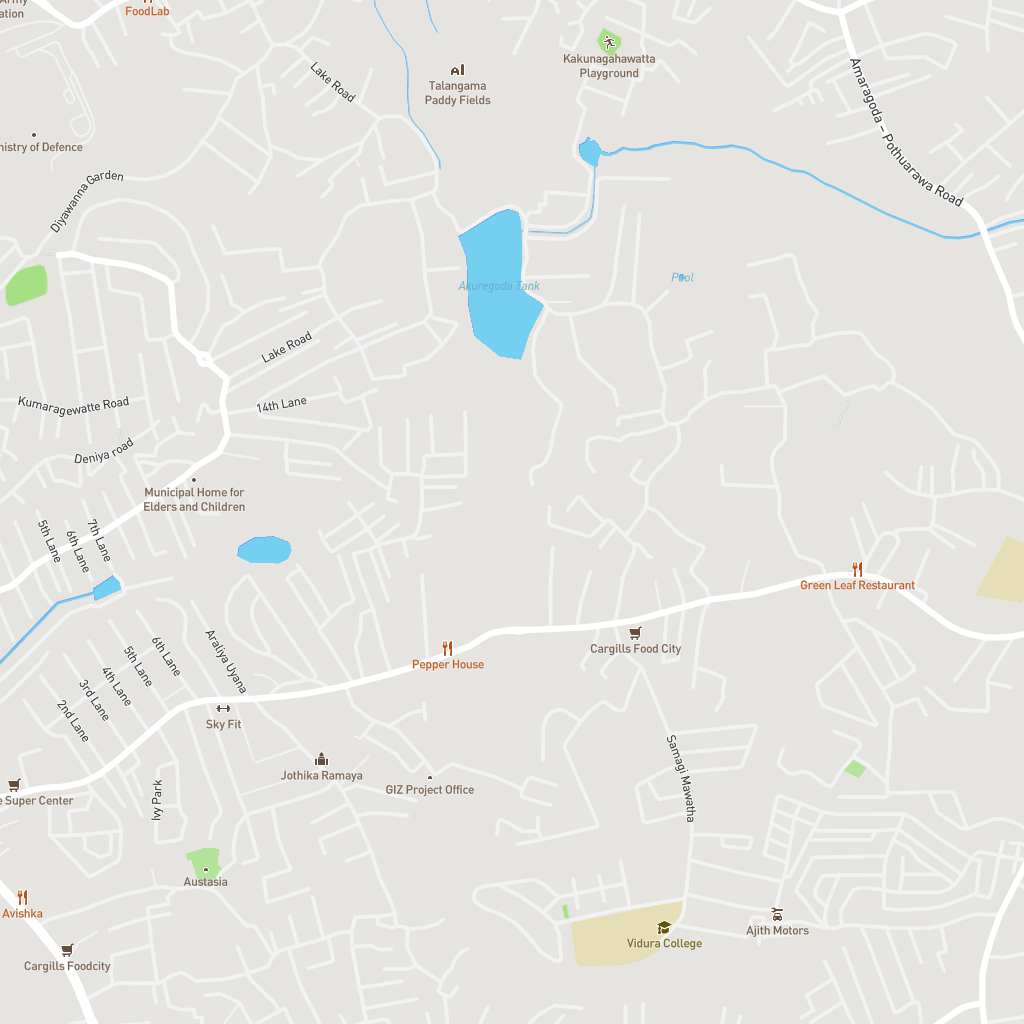 Army
FoodLab
Kakunagahawatta
Playground
Lake Road
Talangama
Paddy Fields
Amaragoda - Pothuarawa Road
Ministry of Defence
Diyawanna Garden
Akuregoda Tank
Pool
Lake Road
Kumaragewatte Road
14th Lane
Deniya road
Municipal Home for
Elders and Children
5th Lane
6th Lane
7th Lane
Green Leaf Restaurant
Cargills Food City
Pepper House
Araliya Uyana
6th Lane
5th Lane
4th Lane
3rd Lane
2nd Lane
Sky Fit
Samagi Mawatha
Jothika Ramaya
GIZ Project Office
Ivy Park
e Super Center
Austasia
Avishka
Cargills Foodcity
Vidura College
Ajith Motors